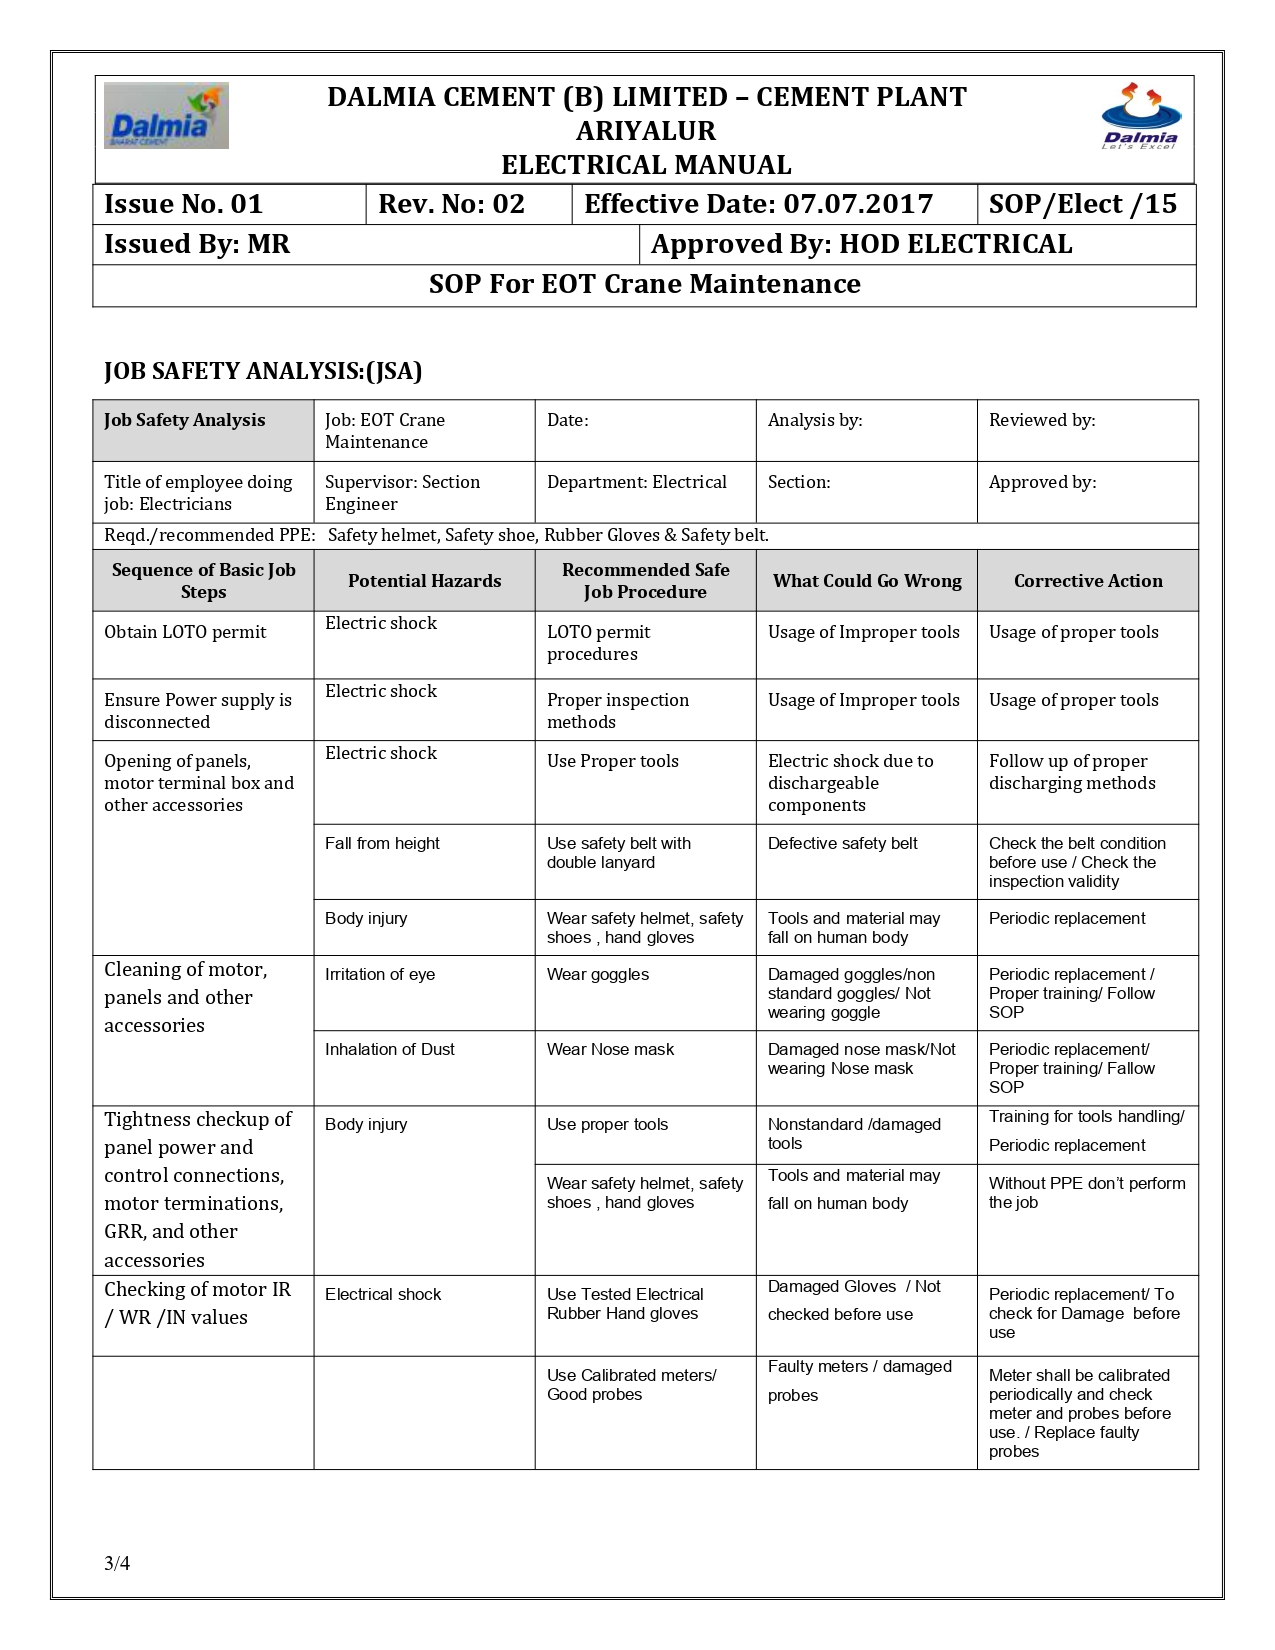 Dalmia
BHARAT CEMENT
DALMIA CEMENT (B) LIMITED – CEMENT PLANT
ARIYALUR
ELECTRICAL MANUAL
Dalmia
Let's Excel
Issue No. 01
Rev. No: 02
Effective Date: 07.07.2017
SOP/Elect /15
Issued By: MR
Approved By: HOD ELECTRICAL
SOP For EOT Crane Maintenance
JOB SAFETY ANALYSIS:(JSA)
Job Safety Analysis
Job: EOT Crane
Maintenance
Date:
Analysis by:
Reviewed by:
Title of employee doing
job: Electricians
Supervisor: Section
Engineer
Department: Electrical
Section:
Approved by:
Reqd./recommended PPE: Safety helmet, Safety shoe, Rubber Gloves & Safety belt.
Sequence of Basic Job
Steps
Potential Hazards
Recommended Safe
Job Procedure
What Could Go Wrong
Corrective Action
Obtain LOTO permit
Electric shock
LOTO permit
procedures
Usage of Improper tools
Usage of proper tools
Ensure Power supply is
disconnected
Electric shock
Proper inspection
methods
Usage of Improper tools
Usage of proper tools
Opening of panels,
motor terminal box and
other accessories
Electric shock
Use Proper tools
Electric shock due to
dischargeable
components
Follow up of proper
discharging methods
Fall from height
Use safety belt with
double lanyard
Defective safety belt
Check the belt condition
before use / Check the
inspection validity
Body injury
Wear safety helmet, safety
shoes , hand gloves
Tools and material may
fall on human body
Periodic replacement
Cleaning of motor,
panels and other
accessories
Irritation of eye
Wear goggles
Damaged goggles/non
standard goggles/ Not
wearing goggle
Periodic replacement /
Proper training/ Follow
SOP
Inhalation of Dust
Wear Nose mask
Damaged nose mask/Not
wearing Nose mask
Periodic replacement/
Proper training/ Fallow
SOP
Tightness checkup of
panel power and
control connections,
motor terminations,
GRR, and other
accessories
Body injury
Use proper tools
Nonstandard /damaged
tools
Training for tools handling/
Periodic replacement
Wear safety helmet, safety
shoes , hand gloves
Tools and material may
fall on human body
Without PPE don’t perform
the job
Checking of motor IR
/ WR /IN values
Electrical shock
Use Tested Electrical
Rubber Hand gloves
Damaged Gloves / Not
checked before use
Periodic replacement/ To
check for Damage before
use
Use Calibrated meters/
Good probes
Faulty meters / damaged
probes
Meter shall be calibrated
periodically and check
meter and probes before
use. / Replace faulty
probes
3/4